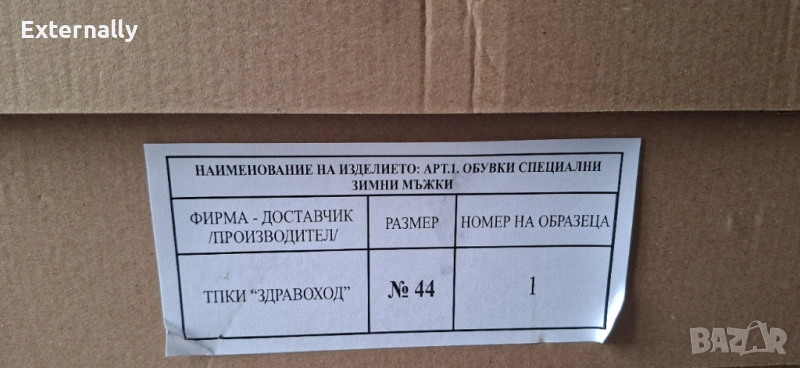 Externally
НАИМЕНОВАНИЕ НА ИЗДЕЛИЕТО: АРТ.1. ОБУВКИ СПЕЦИАЛНИ
ЗИМНИ МЪЖКИ
ФИРМА - ДОСТАВЧИК
/ПРОИЗВОДИТЕЛ/
РАЗМЕР
НОМЕР НА ОБРАЗЕЦА
ТПКИ “ЗДРАВОХОД”
№ 44
1
BAZAR